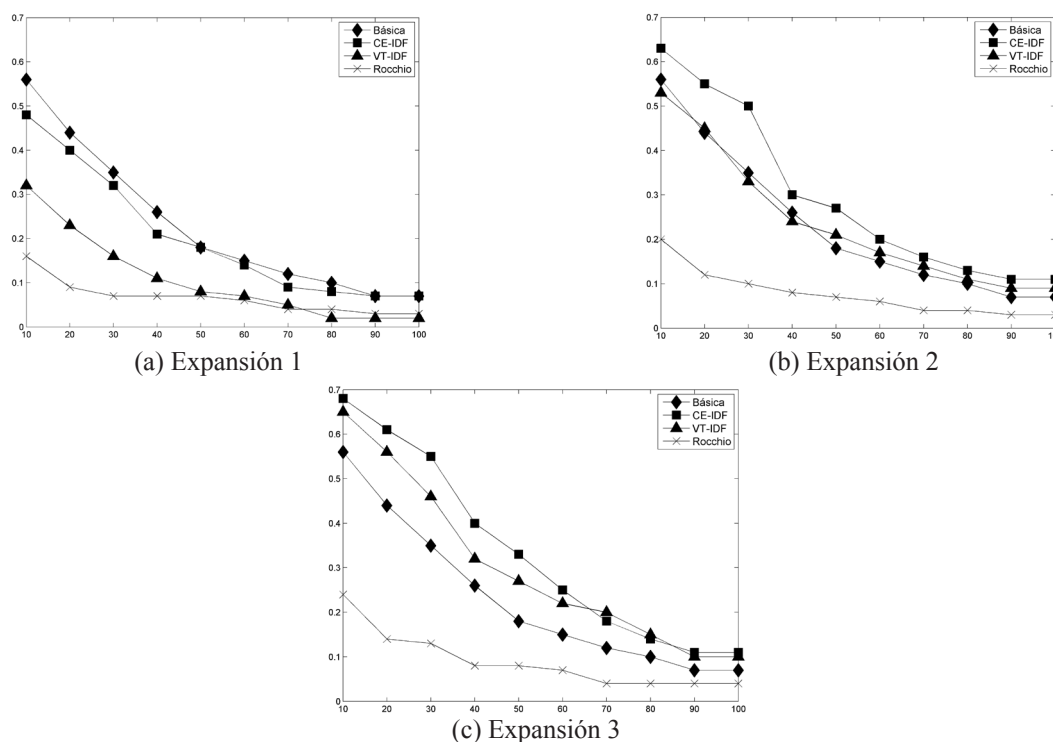 0.7
0.6
0.5
0.4
0.3
0.2
0.1
0
10 20 30 40 50 60 70 80 90 100
Básica
CE-IDF
VT-IDF
Rocchio
(a) Expansión 1
0.7
0.6
0.5
0.4
0.3
0.2
0.1
0
10 20 30 40 50 60 70 80 90
Básica
CE-IDF
VT-IDF
Rocchio
(b) Expansión 2
0.7
0.6
0.5
0.4
0.3
0.2
0.1
0
10 20 30 40 50 60 70 80 90 100
Básica
CE-IDF
VT-IDF
Rocchio
(c) Expansión 3